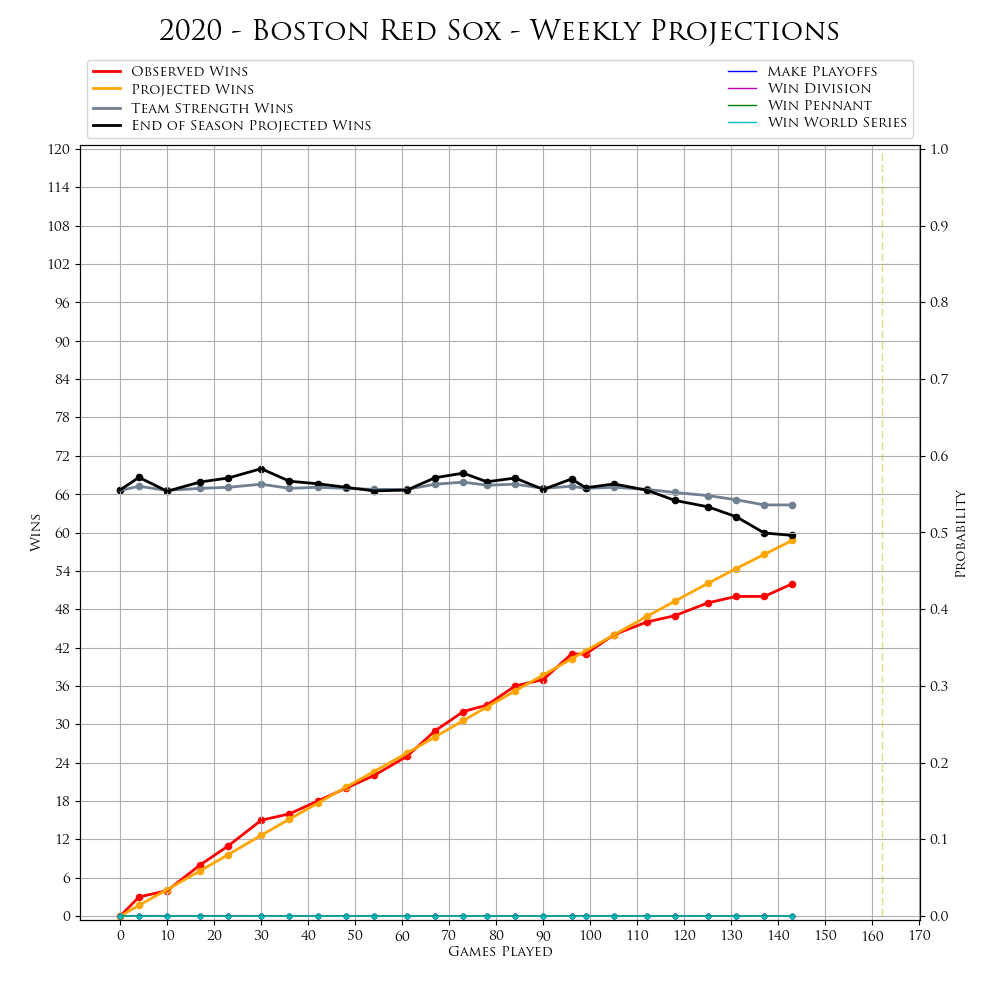 2020 - Boston Red Sox - Weekly Projections
Observed Wins
Projected Wins
Team Strength Wins
End of Season Projected Wins
Make Playoffs
Win Division
Win Pennant
Win World Series
120
114
108
102
96
90
84
78
72
66
60
54
48
42
36
30
24
18
12
6
0
Wins
1.0
0.9
0.8
0.7
0.6
0.5
0.4
0.3
0.2
0.1
0.0
Probability
0 10 20 30 40 50 60 70 80 90 100 110 120 130 140 150 160 170
Games Played